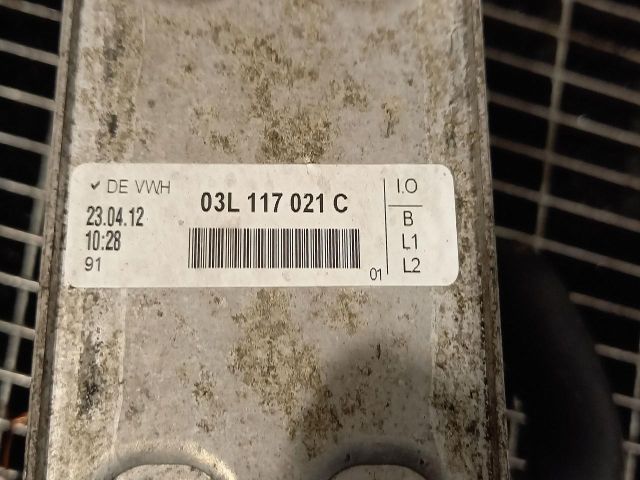 ✓ DE VWH
23.04.12
10:28
91
03L 117 021 C
01
I.O
B
L1
L2